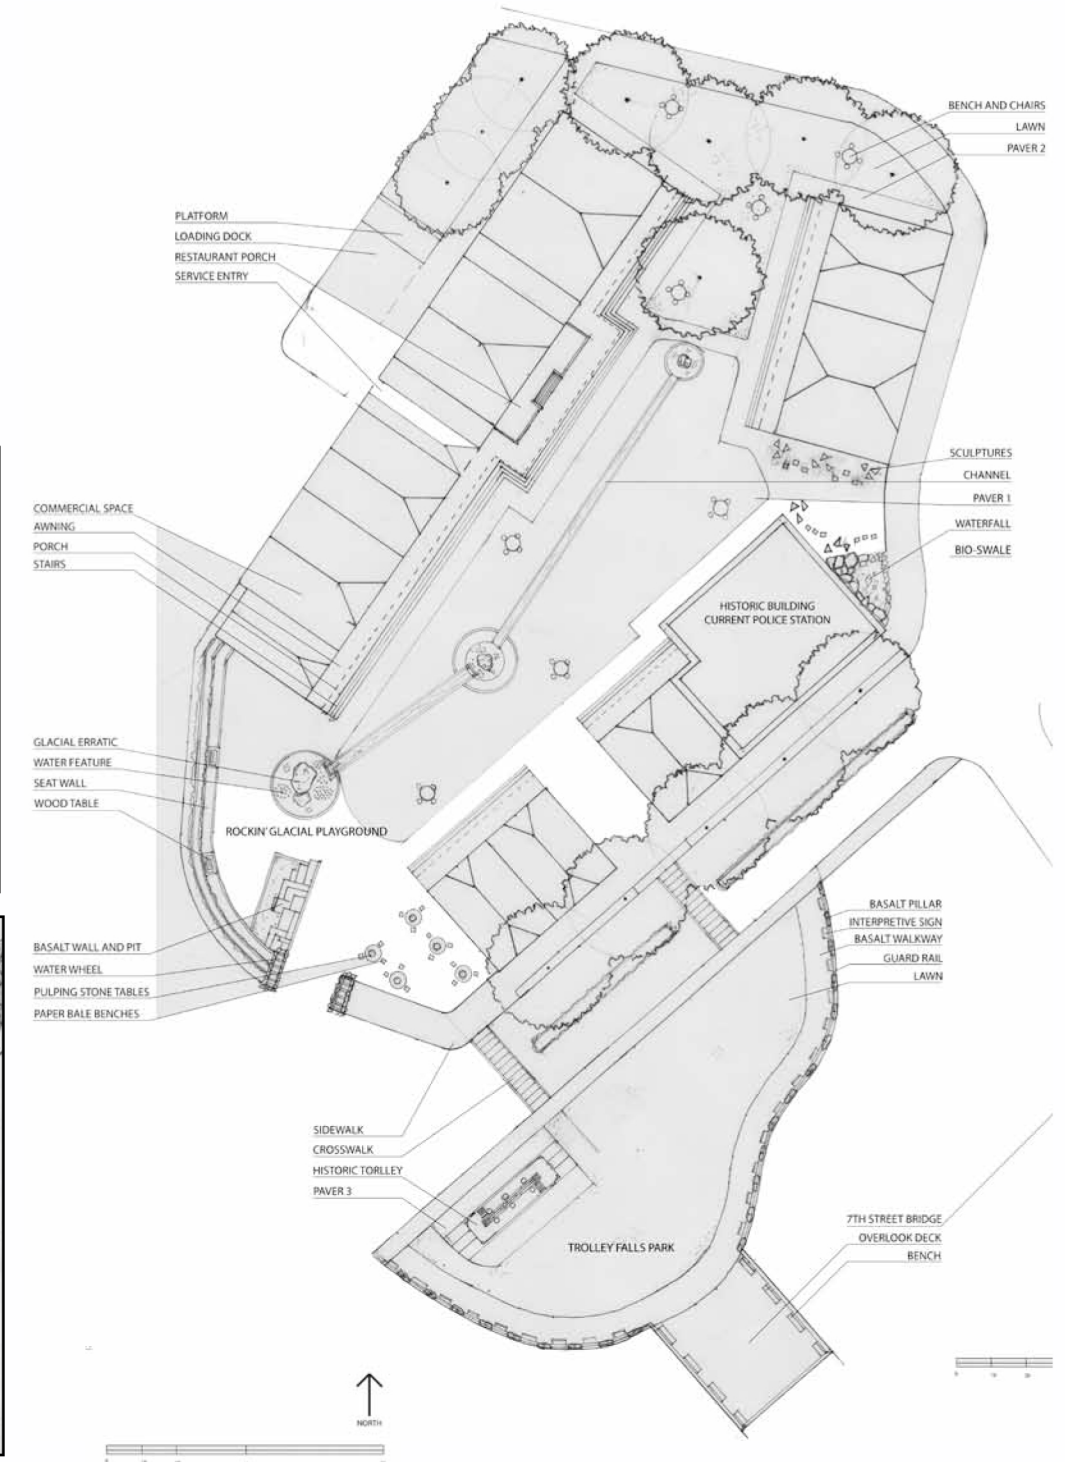 BENCH AND CHAIRS
LAWN
PAVER 2
PLATFORM
LOADING DOCK
RESTAURANT PORCH
SERVICE ENTRY
SCULPTURES
CHANNEL
PAVER 1
WATERFALL
BIO-SWALE
COMMERCIAL SPACE
AWNING
PORCH
STAIRS
HISTORIC BUILDING
CURRENT POLICE STATION
GLACIAL ERRATIC
WATER FEATURE
SEAT WALL
WOOD TABLE
ROCKIN' GLACIAL PLAYGROUND
BASALT PILLAR
INTERPRETIVE SIGN
BASALT WALKWAY
GUARD RAIL
LAWN
BASALT WALL AND PIT
WATER WHEEL
PULPING STONE TABLES
PAPER BALE BENCHES
SIDEWALK
CROSSWALK
HISTORIC TORLLEY
PAVER 3
7TH STREET BRIDGE
OVERLOOK DECK
BENCH
TROLLEY FALLS PARK
NORTH